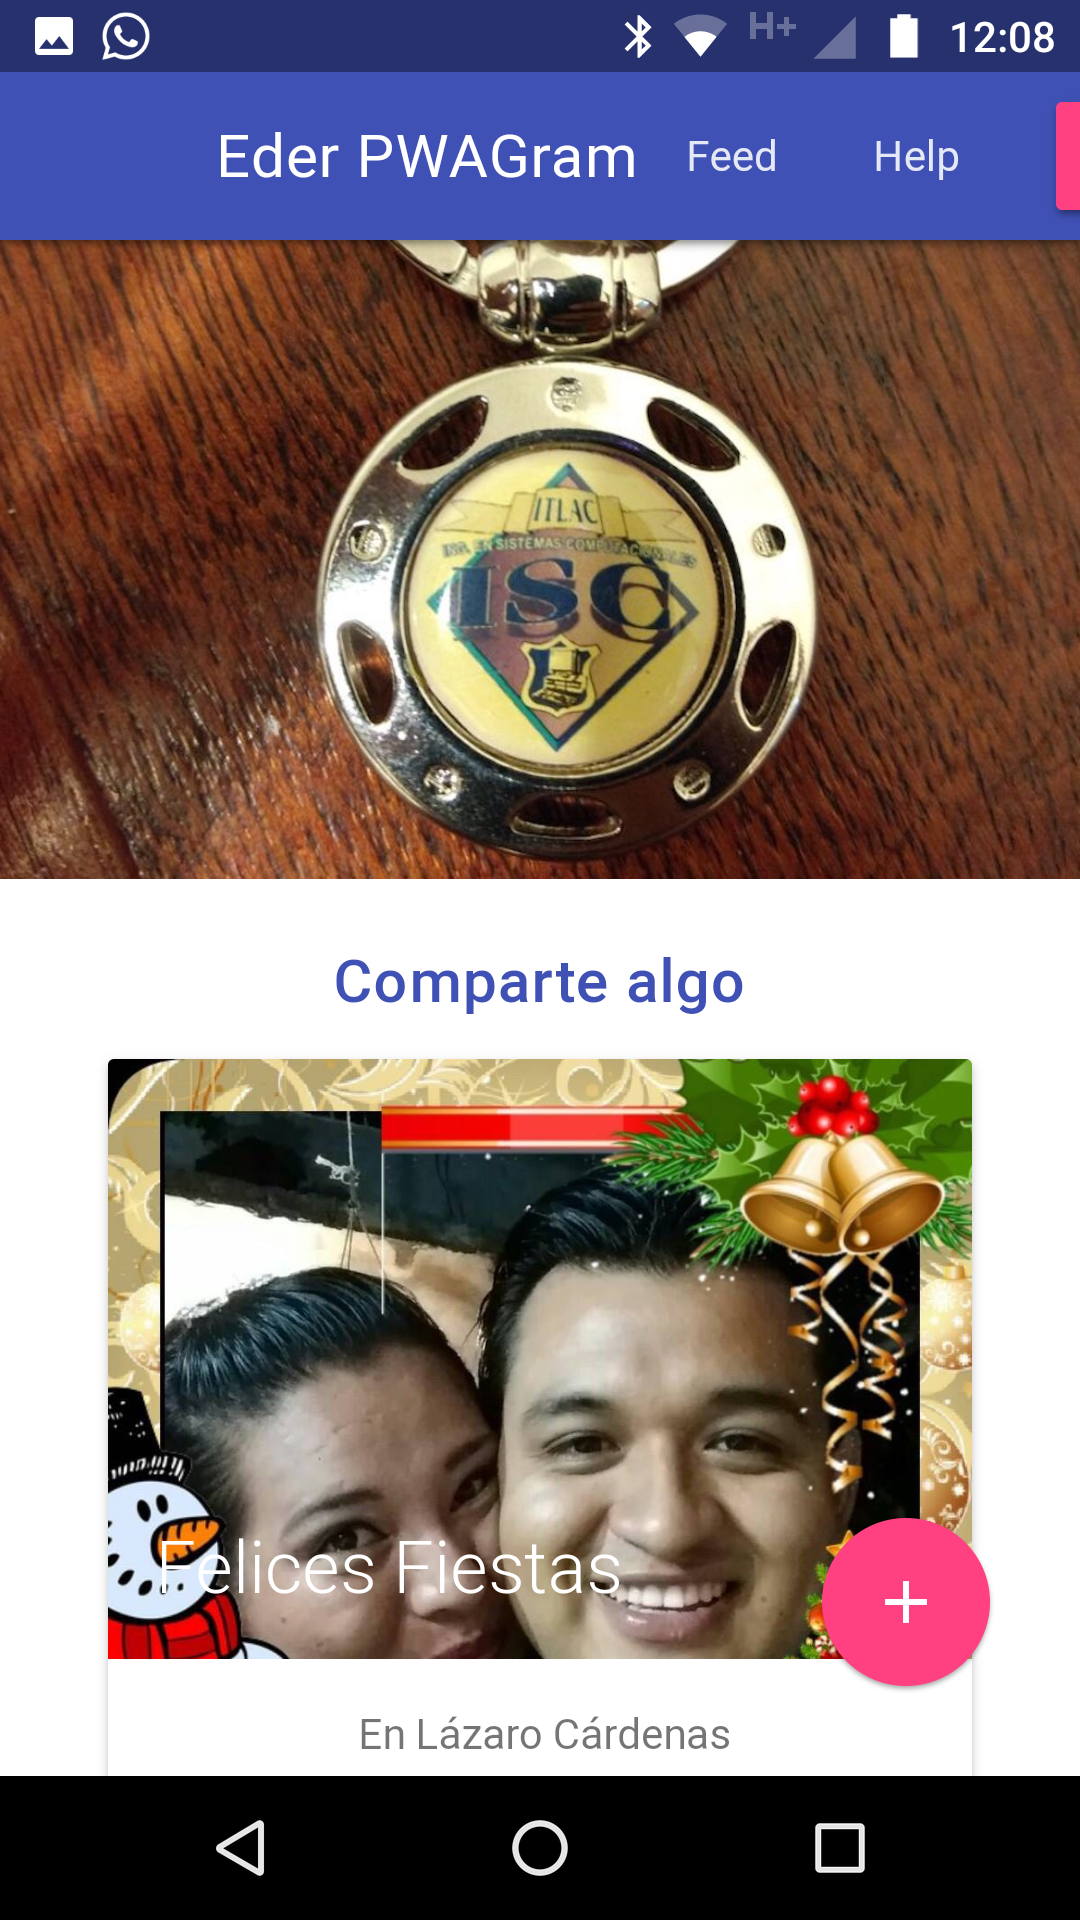 H+ 12:08
Eder PWAGram Feed Help
ITLAC
ING. EN SISTEMAS COMPUTACIONALES
ISC
Comparte algo
Felices Fiestas
+
En Lázaro Cárdenas